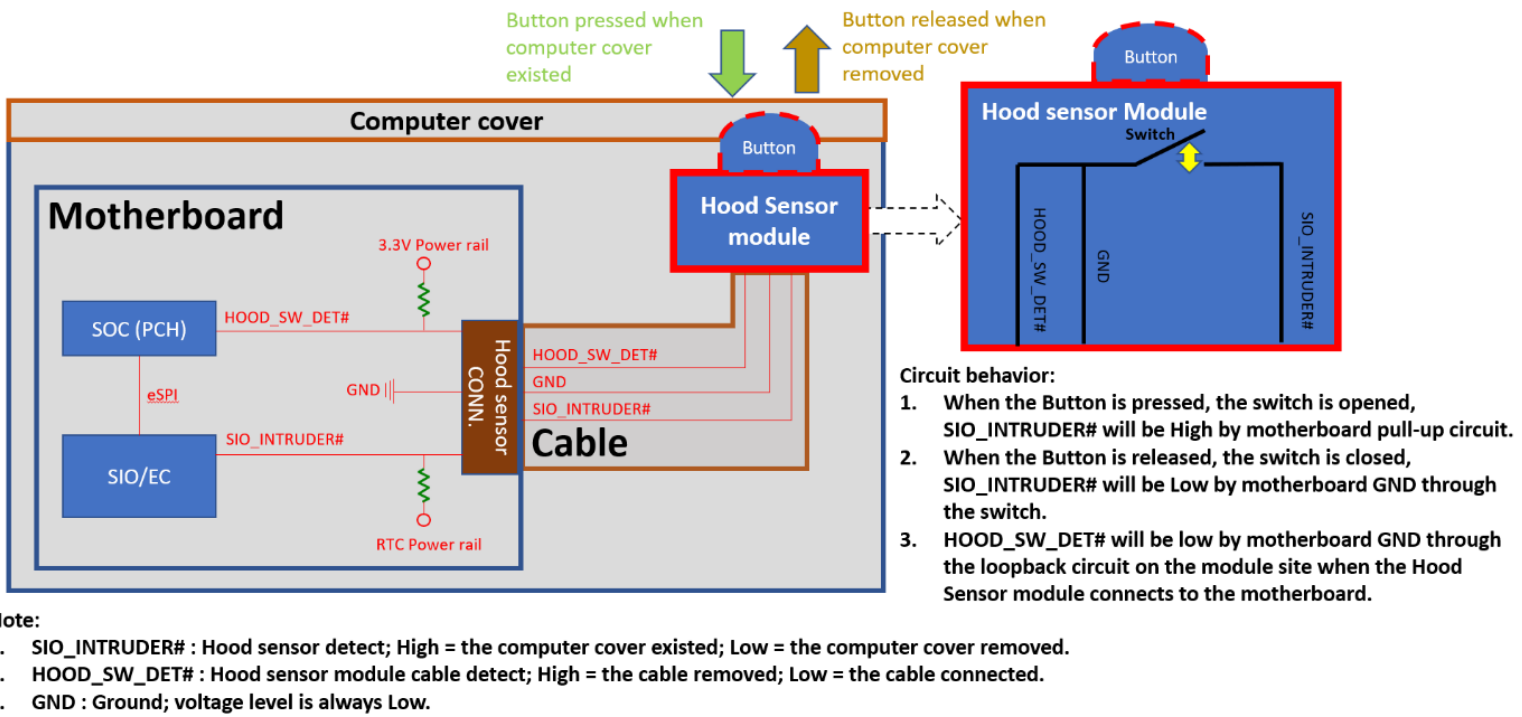 Button pressed when
computer cover
existed
Button released when
computer cover
removed
Button
Hood sensor Module
Switch
HOOD_SW_DET#
GND
SIO_INTRUDER#
Computer cover
Button
Hood Sensor
module
Motherboard
3.3V Power rail
SOC (PCH)
HOOD_SW_DET#
eSPI
GND
Hood sensor
CONN.
HOOD_SW_DET#
GND
SIO_INTRUDER#
Cable
SIO_INTRUDER#
SIO/EC
RTC Power rail
Circuit behavior:
1. When the Button is pressed, the switch is opened,
SIO_INTRUDER# will be High by motherboard pull-up circuit.
2. When the Button is released, the switch is closed,
SIO_INTRUDER# will be Low by motherboard GND through
the switch.
3. HOOD_SW_DET# will be low by motherboard GND through
the loopback circuit on the module site when the Hood
Sensor module connects to the motherboard.
ote:
. SIO_INTRUDER# : Hood sensor detect; High = the computer cover existed; Low = the computer cover removed.
. HOOD_SW_DET# : Hood sensor module cable detect; High = the cable removed; Low = the cable connected.
. GND : Ground; voltage level is always Low.